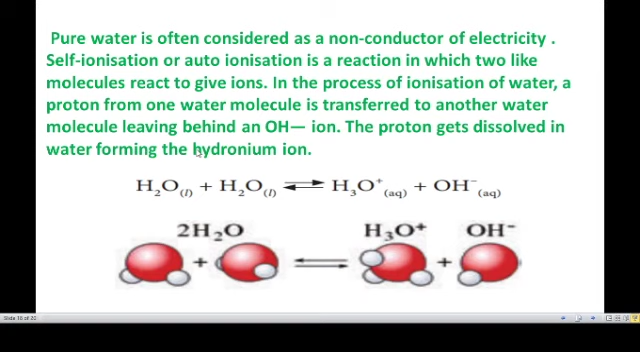 Pure water is often considered as a non-conductor of electricity .
Self-ionisation or auto ionisation is a reaction in which two like
molecules react to give ions. In the process of ionisation of water, a
proton from one water molecule is transferred to another water
molecule leaving behind an OH— ion. The proton gets dissolved in
water forming the hydronium ion.
H₂O(l) + H₂O(l) ⇌ H₃O⁺(aq) + OH⁻(aq)
2H₂O H₃O⁺ OH⁻
+ ⇌ +
Slide 10 of 20